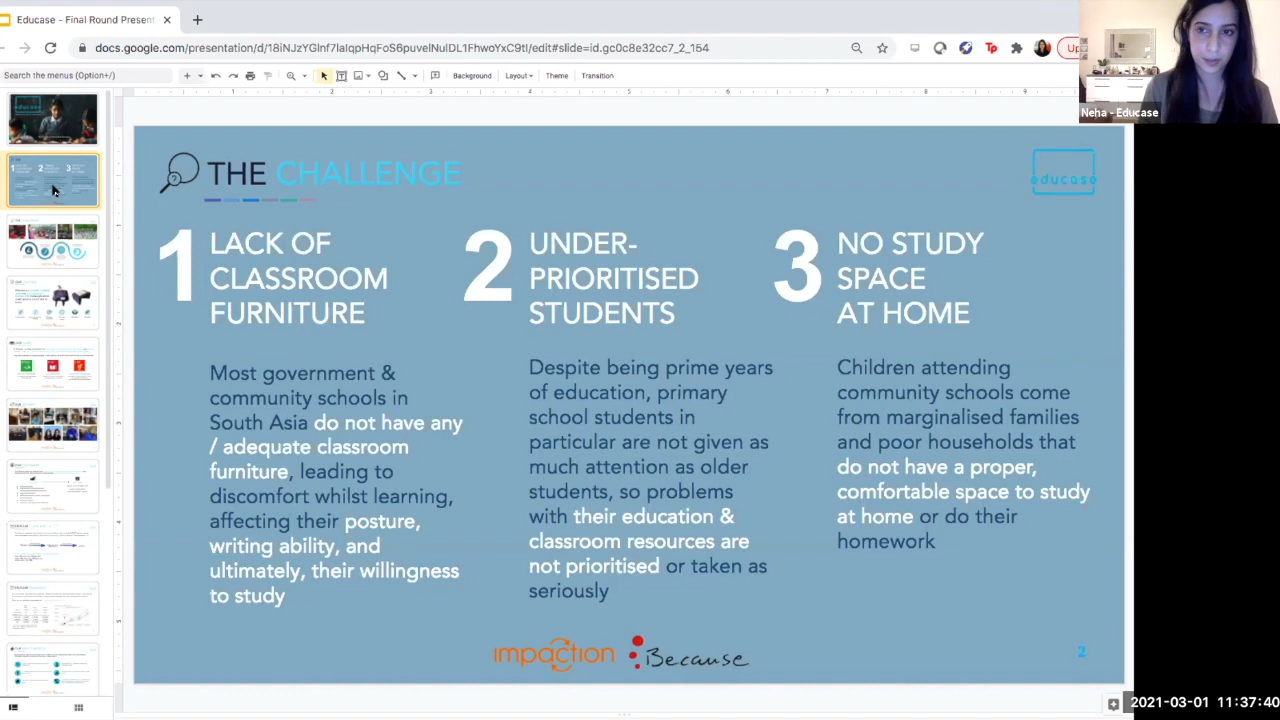 Educase - Final Round Present
docs.google.com/presentation/d/18iNJzYGlnf7laIqpHqFoS6pvvelNuiDL1FhwoYxC9tI/edit#slide=id.gc0c8e32cc7_2_154
Search the menus (Option+/)
Background
Layout
Theme
Transition
Neha - Educase
THE CHALLENGE
educase
1
LACK OF
CLASSROOM
FURNITURE
Most government &
community schools in
South Asia do not have any
/ adequate classroom
furniture, leading to
discomfort whilst learning,
affecting their posture,
writing ability, and
ultimately, their willingness
to study
2
UNDER-
PRIORITISED
STUDENTS
Despite being prime years
of education, primary
school students in
particular are not given as
much attention as older
students, so problems
with their education &
classroom resources are
not prioritised or taken as
seriously
3
NO STUDY
SPACE
AT HOME
Children attending
community schools come
from marginalised families
and poor households that
do not have a proper,
comfortable space to study
at home or do their
homework
impaction
Because
2
2021-03-01 11:37:40